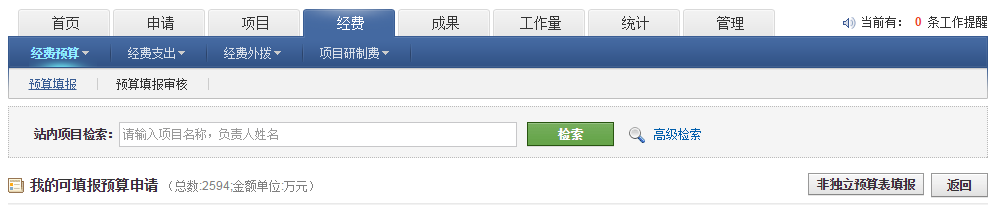 首页 申请 项目 经费 成果 工作量 统计 管理 当前有： 0 条工作提醒
经费预算 经费支出 经费外拨 项目研制费
预算填报 预算填报审核
站内项目检索： 请输入项目名称，负责人姓名 检索 高级检索
我的可填报预算申请 （总数:2594;金额单位:万元） 非独立预算表填报 返回